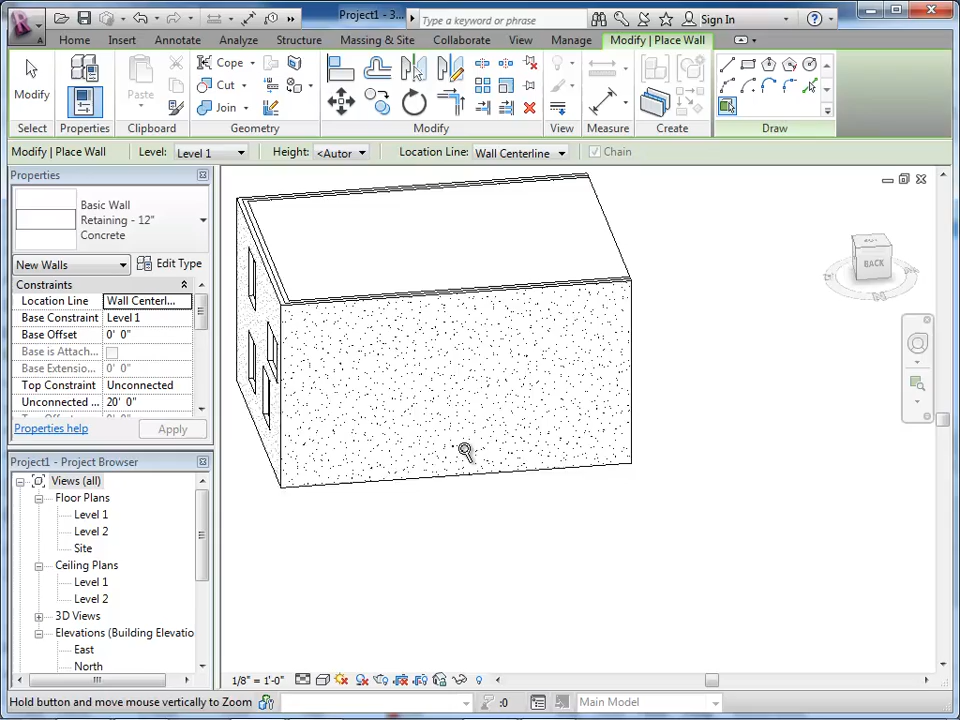 Project1 - 3...
Type a keyword or phrase
Sign In
Home
Insert
Annotate
Analyze
Structure
Massing & Site
Collaborate
View
Manage
Modify | Place Wall
Modify
Paste
Cope
Cut
Join
Select
Properties
Clipboard
Geometry
Modify
View
Measure
Create
Draw
Modify | Place Wall
Level:
Level 1
Height:
<Autor
Location Line:
Wall Centerline
Chain
Properties
Basic Wall
Retaining - 12"
Concrete
New Walls
Edit Type
Constraints
Location Line
Wall Centerl...
Base Constraint
Level 1
Base Offset
0' 0"
Base is Attach...
Base Extensio...
0' 0"
Top Constraint
Unconnected
Unconnected ...
20' 0"
Properties help
Apply
Project1 - Project Browser
Views (all)
Floor Plans
Level 1
Level 2
Site
Ceiling Plans
Level 1
Level 2
3D Views
Elevations (Building Elevatio
East
North
BACK
1/8" = 1'-0"
Hold button and move mouse vertically to Zoom
:0
Main Model